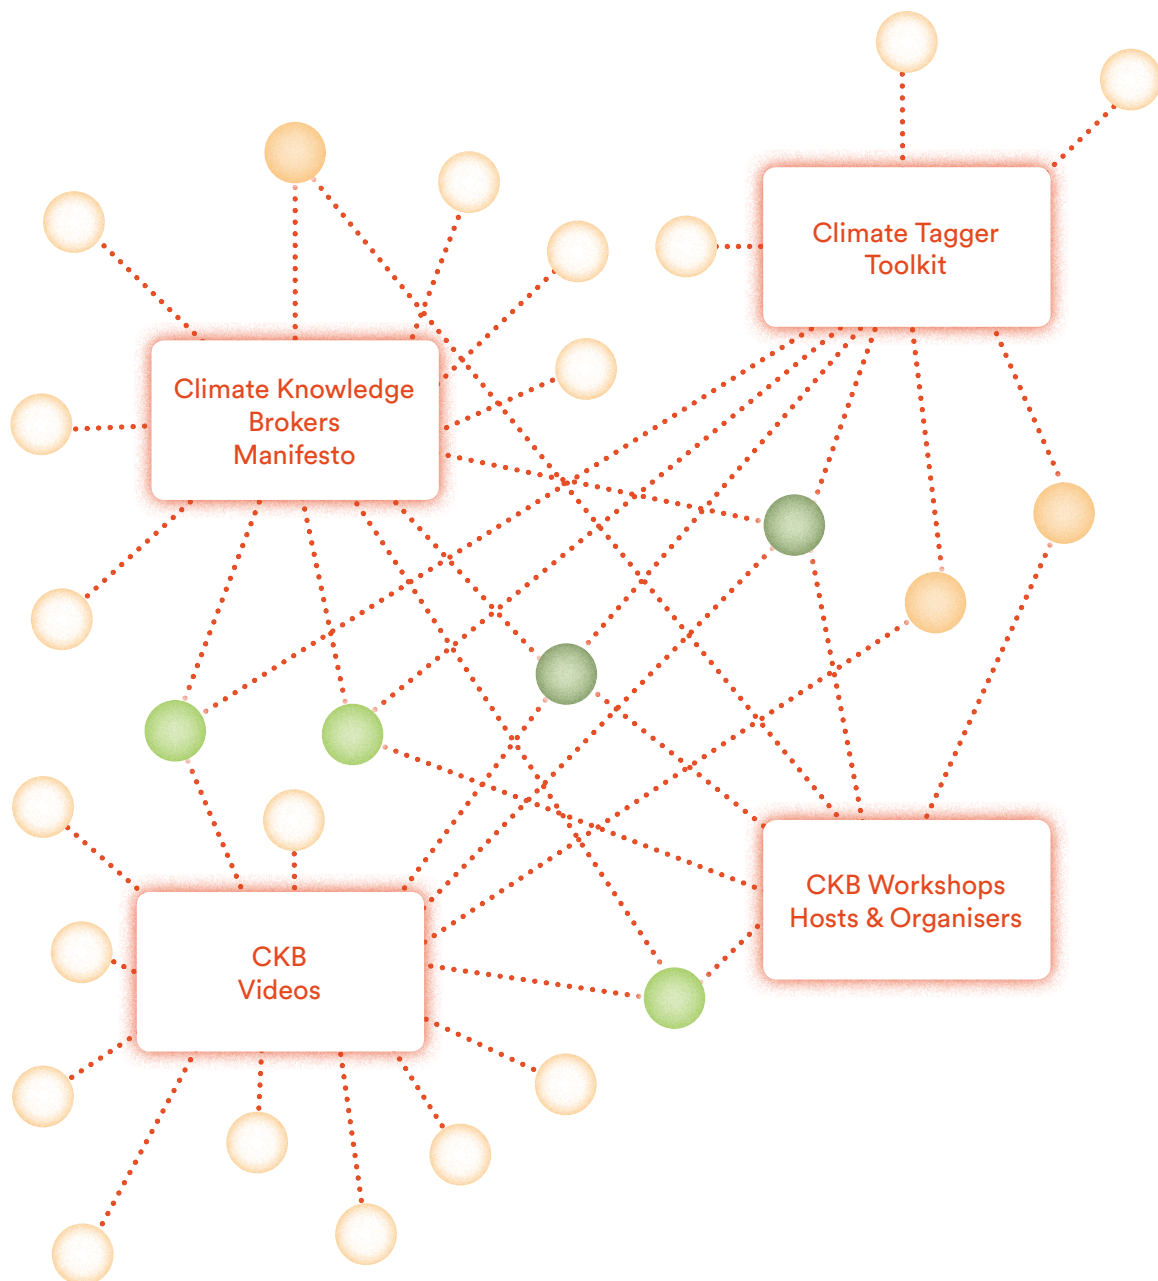 Climate Tagger
Toolkit
Climate Knowledge
Brokers
Manifesto
CKB Workshops
Hosts & Organisers
CKB
Videos